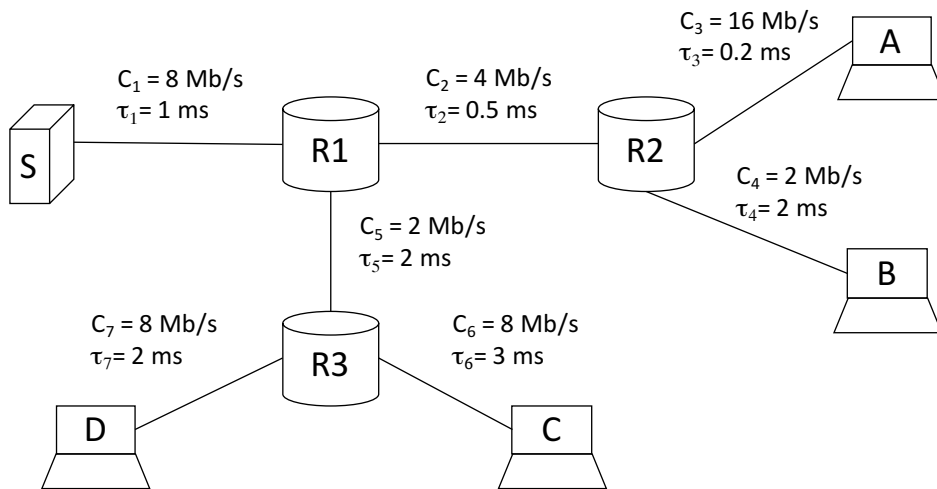 C₃ = 16 Mb/s
τ₃= 0.2 ms
A
C₁ = 8 Mb/s
τ₁= 1 ms
C₂ = 4 Mb/s
τ₂= 0.5 ms
S
R1
R2
C₄ = 2 Mb/s
τ₄= 2 ms
C₅ = 2 Mb/s
τ₅= 2 ms
B
C₇ = 8 Mb/s
τ₇= 2 ms
C₆ = 8 Mb/s
τ₆= 3 ms
R3
D
C